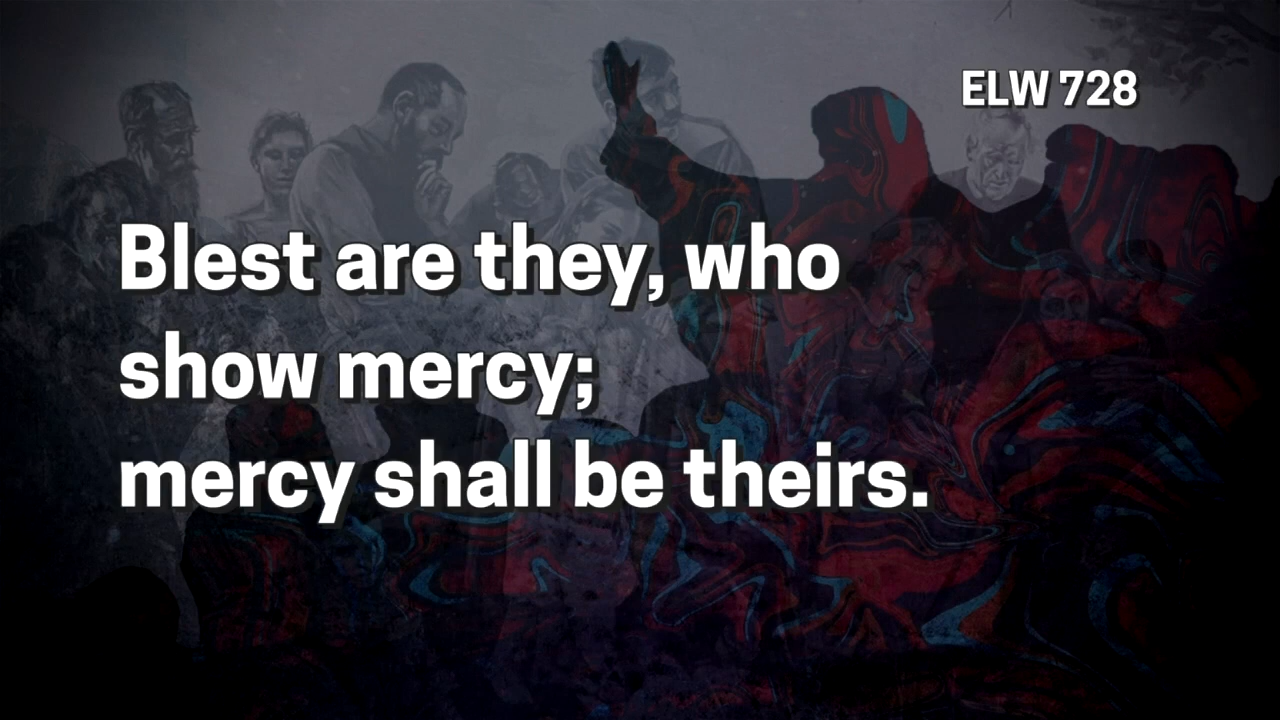 ELW 728
Blest are they, who
show mercy;
mercy shall be theirs.